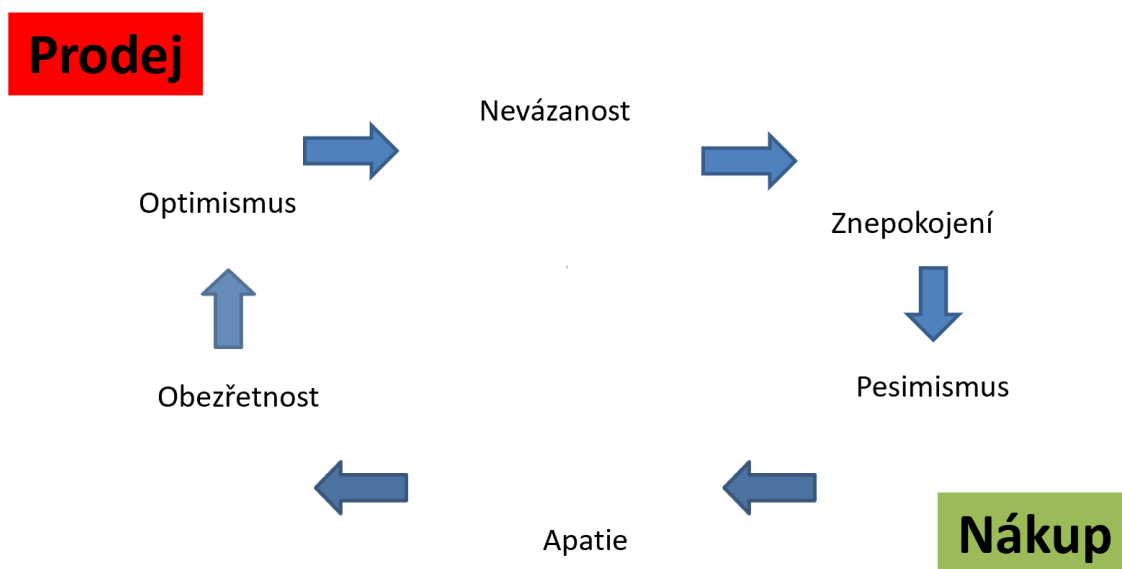 Prodej
Nevázanost
Optimismus
Znepokojení
Obezřetnost
Pesimismus
Apatie
Nákup